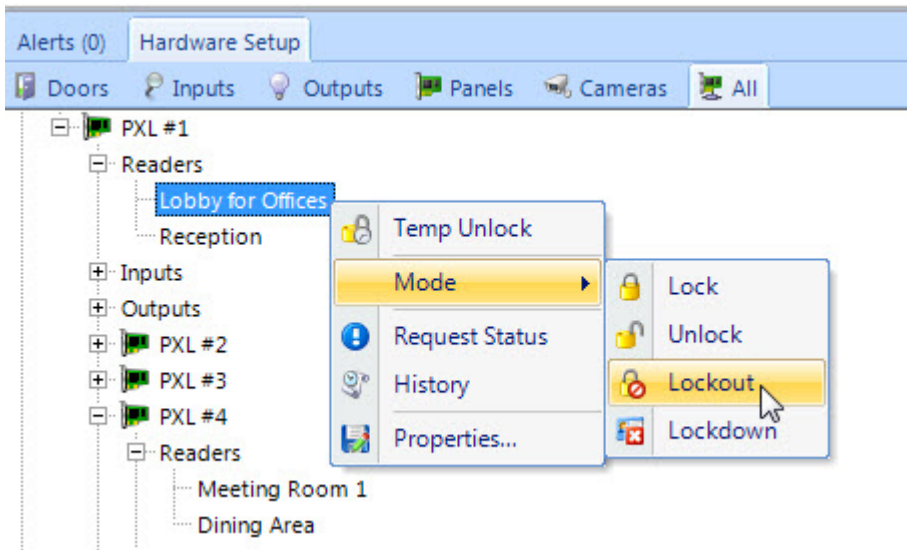 Alerts (0) Hardware Setup
Doors Inputs Outputs Panels Cameras All
PXL #1
Readers
Lobby for Offices
Reception
Inputs
Outputs
PXL #2
PXL #3
PXL #4
Readers
Meeting Room 1
Dining Area
Temp Unlock
Mode
Request Status
History
Properties...
Lock
Unlock
Lockout
Lockdown